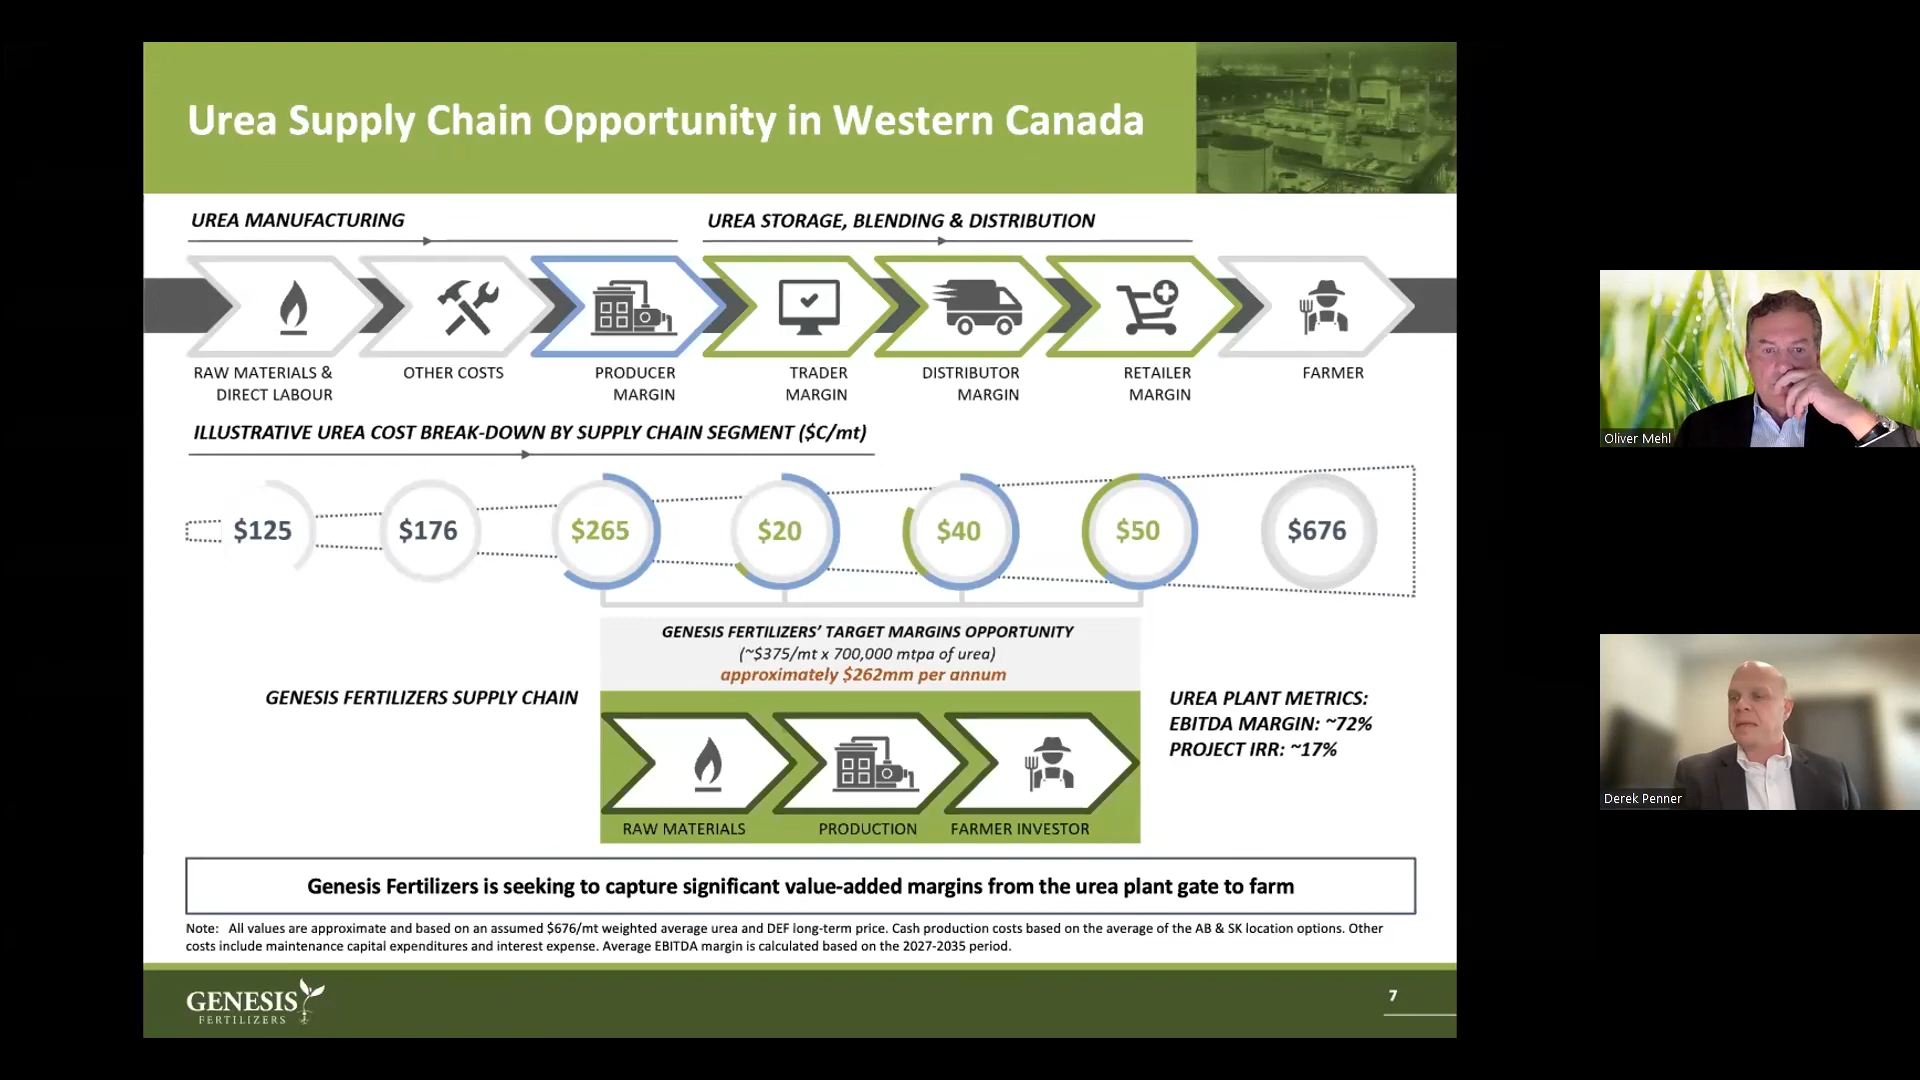 Urea Supply Chain Opportunity in Western Canada
UREA MANUFACTURING
UREA STORAGE, BLENDING & DISTRIBUTION
RAW MATERIALS &
DIRECT LABOUR
OTHER COSTS
PRODUCER
MARGIN
TRADER
MARGIN
DISTRIBUTOR
MARGIN
RETAILER
MARGIN
FARMER
ILLUSTRATIVE UREA COST BREAK-DOWN BY SUPPLY CHAIN SEGMENT ($C/mt)
$125
$176
$265
$20
$40
$50
$676
GENESIS FERTILIZERS’ TARGET MARGINS OPPORTUNITY
(~$375/mt x 700,000 mtpa of urea)
approximately $262mm per annum
GENESIS FERTILIZERS SUPPLY CHAIN
RAW MATERIALS
PRODUCTION
FARMER INVESTOR
UREA PLANT METRICS:
EBITDA MARGIN: ~72%
PROJECT IRR: ~17%
Genesis Fertilizers is seeking to capture significant value-added margins from the urea plant gate to farm
Note: All values are approximate and based on an assumed $676/mt weighted average urea and DEF long-term price. Cash production costs based on the average of the AB & SK location options. Other
costs include maintenance capital expenditures and interest expense. Average EBITDA margin is calculated based on the 2027-2035 period.
GENESIS
FERTILIZERS
7
Oliver Mehl
Derek Penner